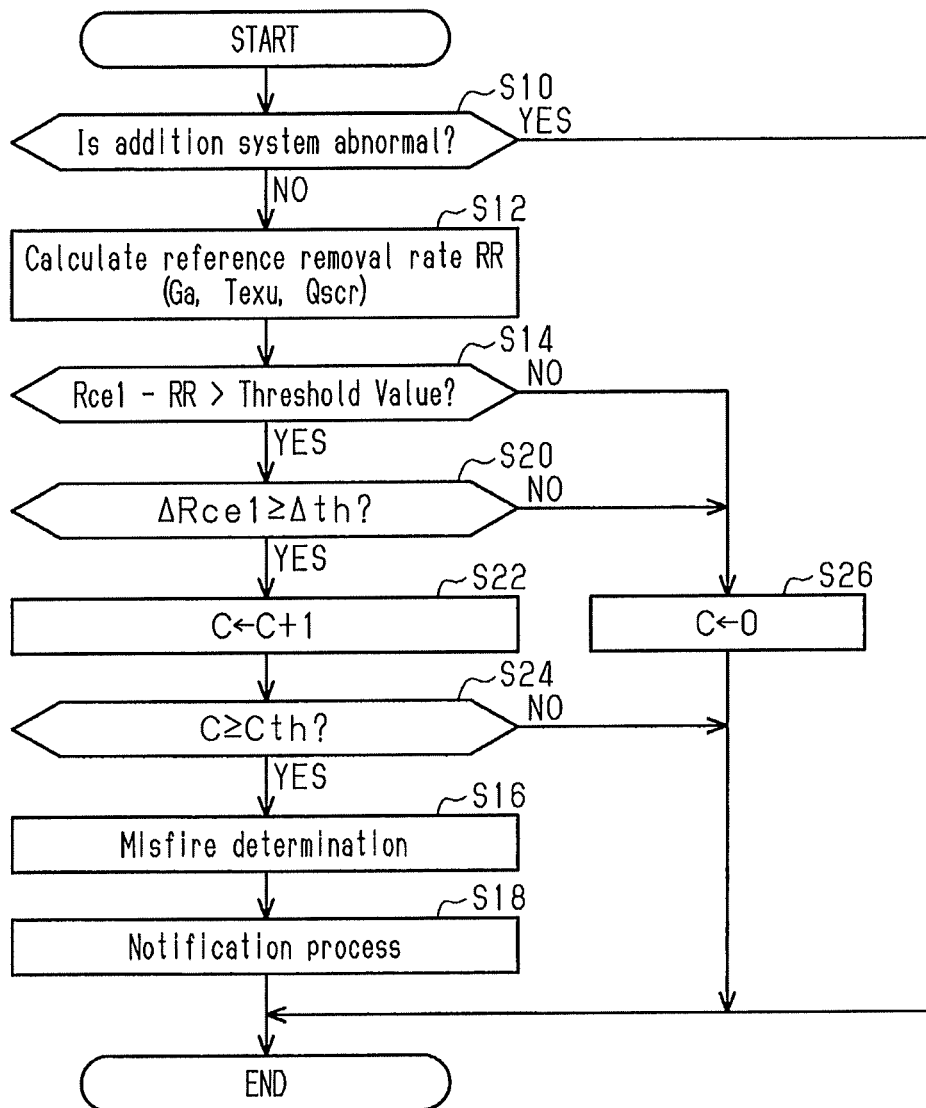 START
S10
Is addition system abnormal?
YES
NO
S12
Calculate reference removal rate RR
(Ga, Texu, Qscr)
S14
Rce1 - RR > Threshold Value?
NO
YES
S20
ΔRce1≥Δth?
NO
YES
S22
C←C+1
S26
C←0
S24
C≥Cth?
NO
YES
S16
Misfire determination
S18
Notification process
END